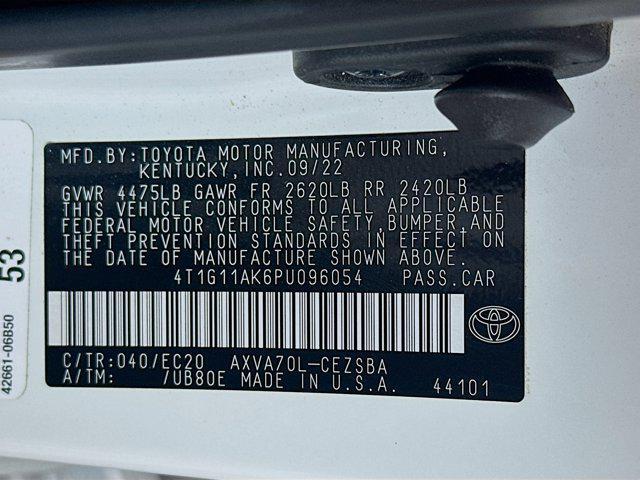 MFD.BY:TOYOTA MOTOR MANUFACTURING,
KENTUCKY,INC.09/22
GVWR 4475LB GAWR FR 2620LB RR 2420LB
THIS VEHICLE CONFORMS TO ALL APPLICABLE
FEDERAL MOTOR VEHICLE SAFETY,BUMPER,AND
THEFT PREVENTION STANDARDS IN EFFECT ON
THE DATE OF MANUFACTURE SHOWN ABOVE.
4T1G11AK6PU096054 PASS.CAR
C/TR:040/EC20 AXVA70L-CEZSBA
A/TM: /UB80E MADE IN U.S.A. 44101
53
42661-06B50